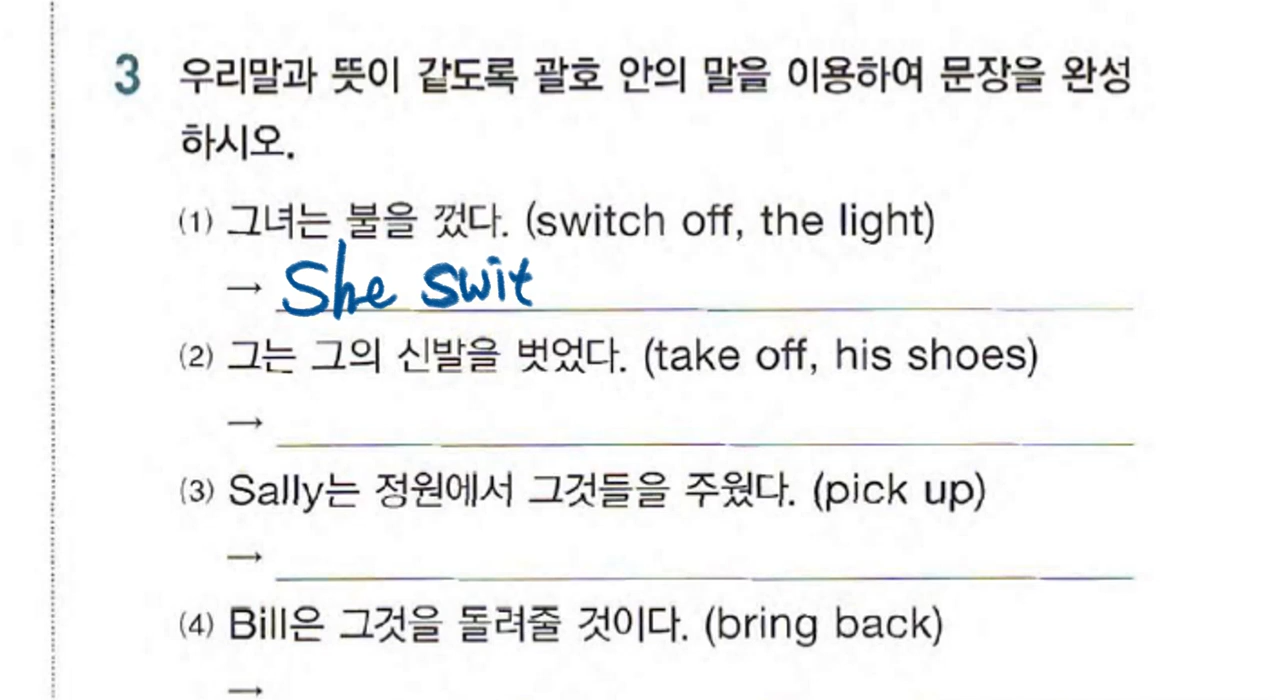 3 우리말과 뜻이 같도록 괄호 안의 말을 이용하여 문장을 완성
하시오.
(1) 그녀는 불을 껐다. (switch off, the light)
→ She swit
(2) 그는 그의 신발을 벗었다. (take off, his shoes)
→
(3) Sally는 정원에서 그것들을 주웠다. (pick up)
→
(4) Bill은 그것을 돌려줄 것이다. (bring back)
→